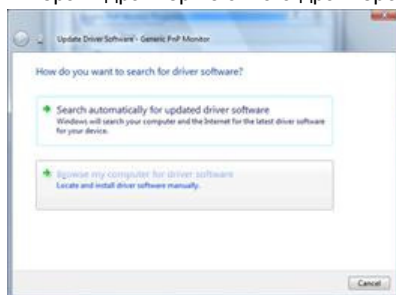 Update Driver Software - Generic PnP Monitor
How do you want to search for driver software?
Search automatically for updated driver software
Windows will search your computer and the Internet for the latest driver software
for your device.
Browse my computer for driver software
Locate and install driver software manually.
Cancel